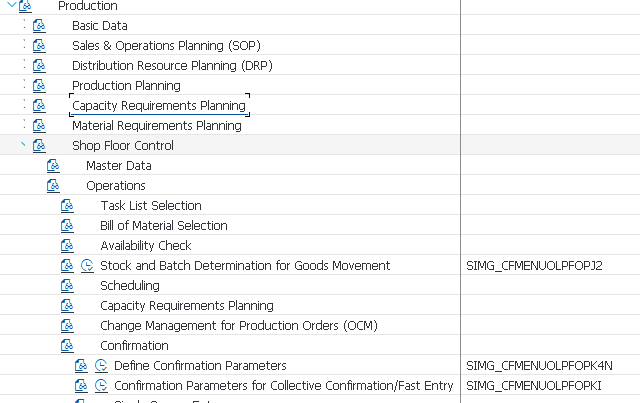 Production
Basic Data
Sales & Operations Planning (SOP)
Distribution Resource Planning (DRP)
Production Planning
Capacity Requirements Planning
Material Requirements Planning
Shop Floor Control
Master Data
Operations
Task List Selection
Bill of Material Selection
Availability Check
Stock and Batch Determination for Goods Movement SIMG_CFMENUOLPFOPJ2
Scheduling
Capacity Requirements Planning
Change Management for Production Orders (OCM)
Confirmation
Define Confirmation Parameters SIMG_CFMENUOLPFOPK4N
Confirmation Parameters for Collective Confirmation/Fast Entry SIMG_CFMENUOLPFOPKI